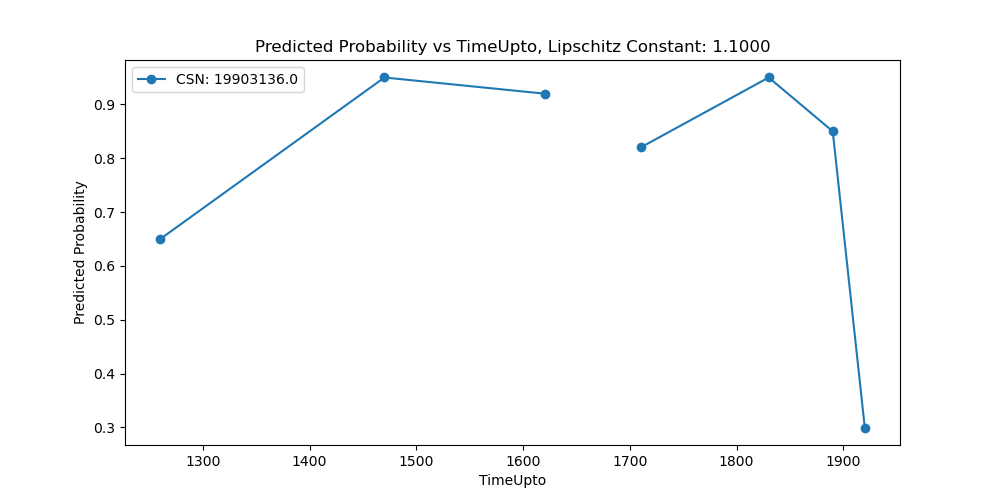 Predicted Probability vs TimeUpto, Lipschitz Constant: 1.1000
CSN: 19903136.0
Predicted Probability
0.9
0.8
0.7
0.6
0.5
0.4
0.3
1300 1400 1500 1600 1700 1800 1900
TimeUpto